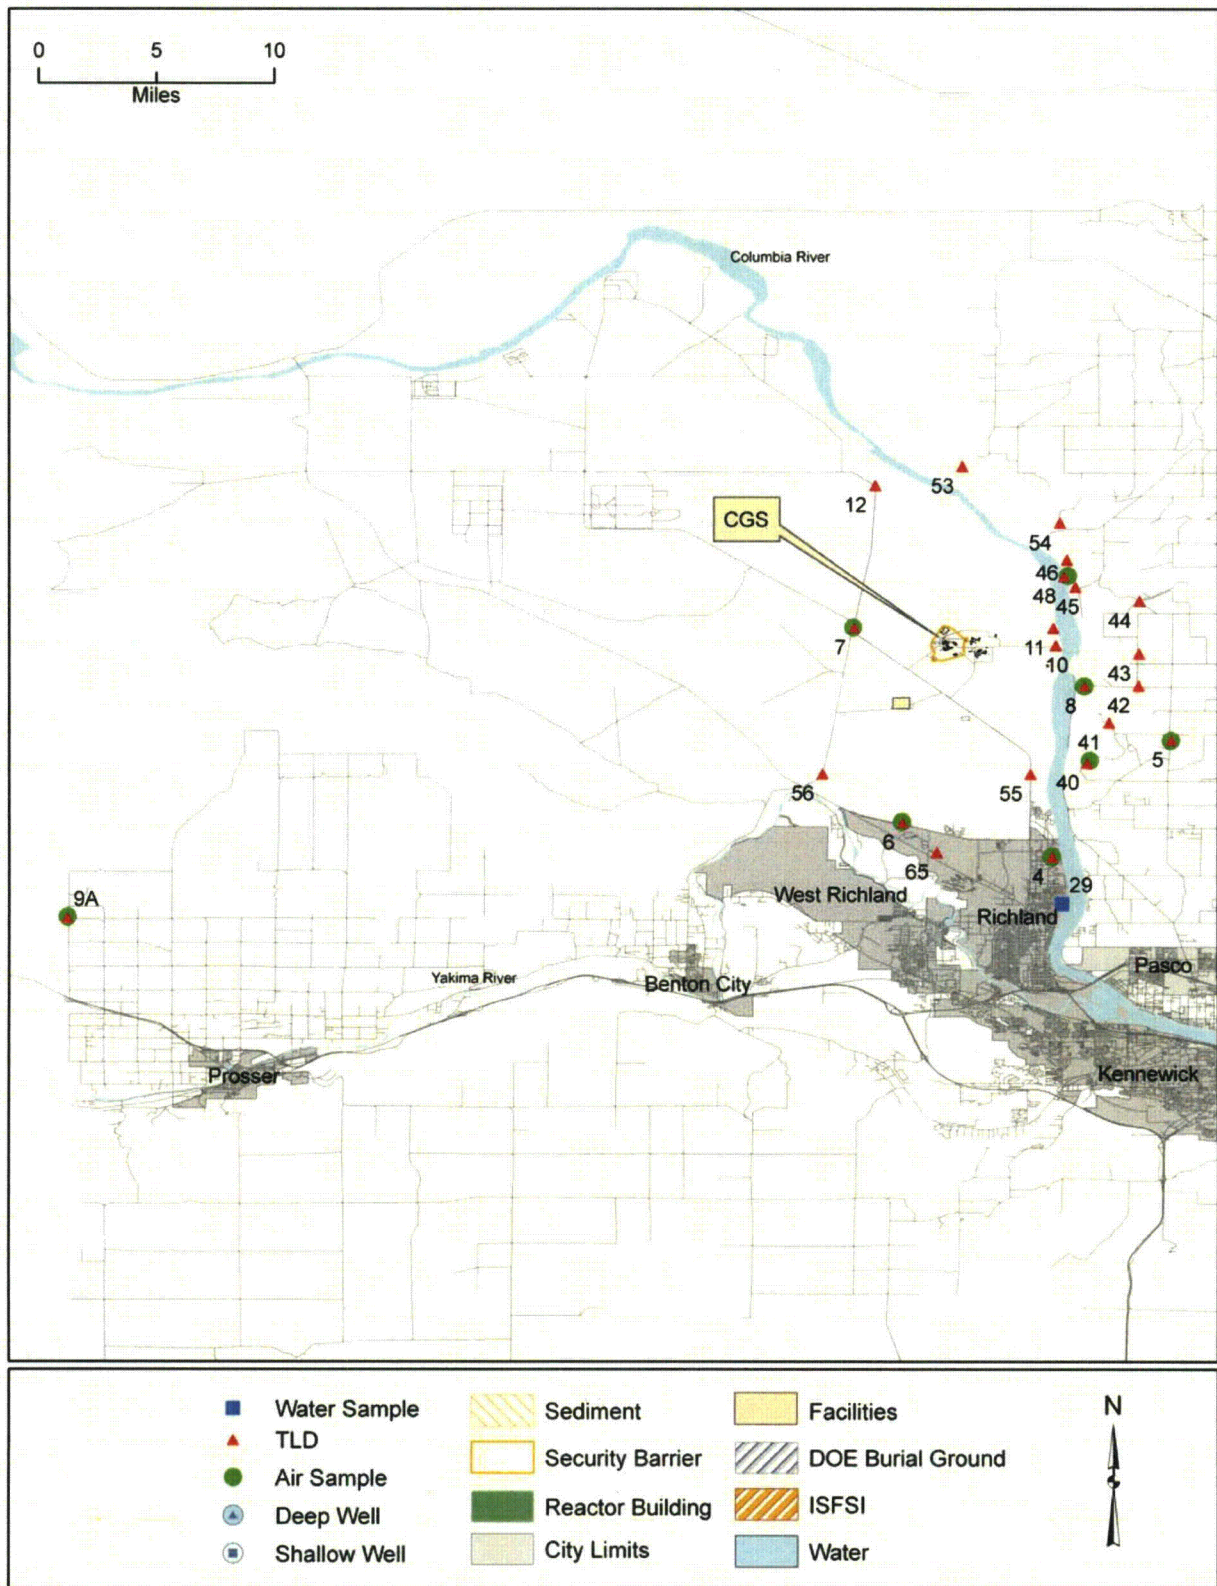 0 5 10
Miles
Columbia River
53
12
CGS
54
46
48
45
44
7
11
10
43
8
42
41
5
40
56
55
6
65
4
29
9A
West Richland
Richland
Pasco
Yakima River
Benton City
Prosser
Kennewick
Water Sample
TLD
Air Sample
Deep Well
Shallow Well
Sediment
Security Barrier
Reactor Building
City Limits
Facilities
DOE Burial Ground
ISFSI
Water
N